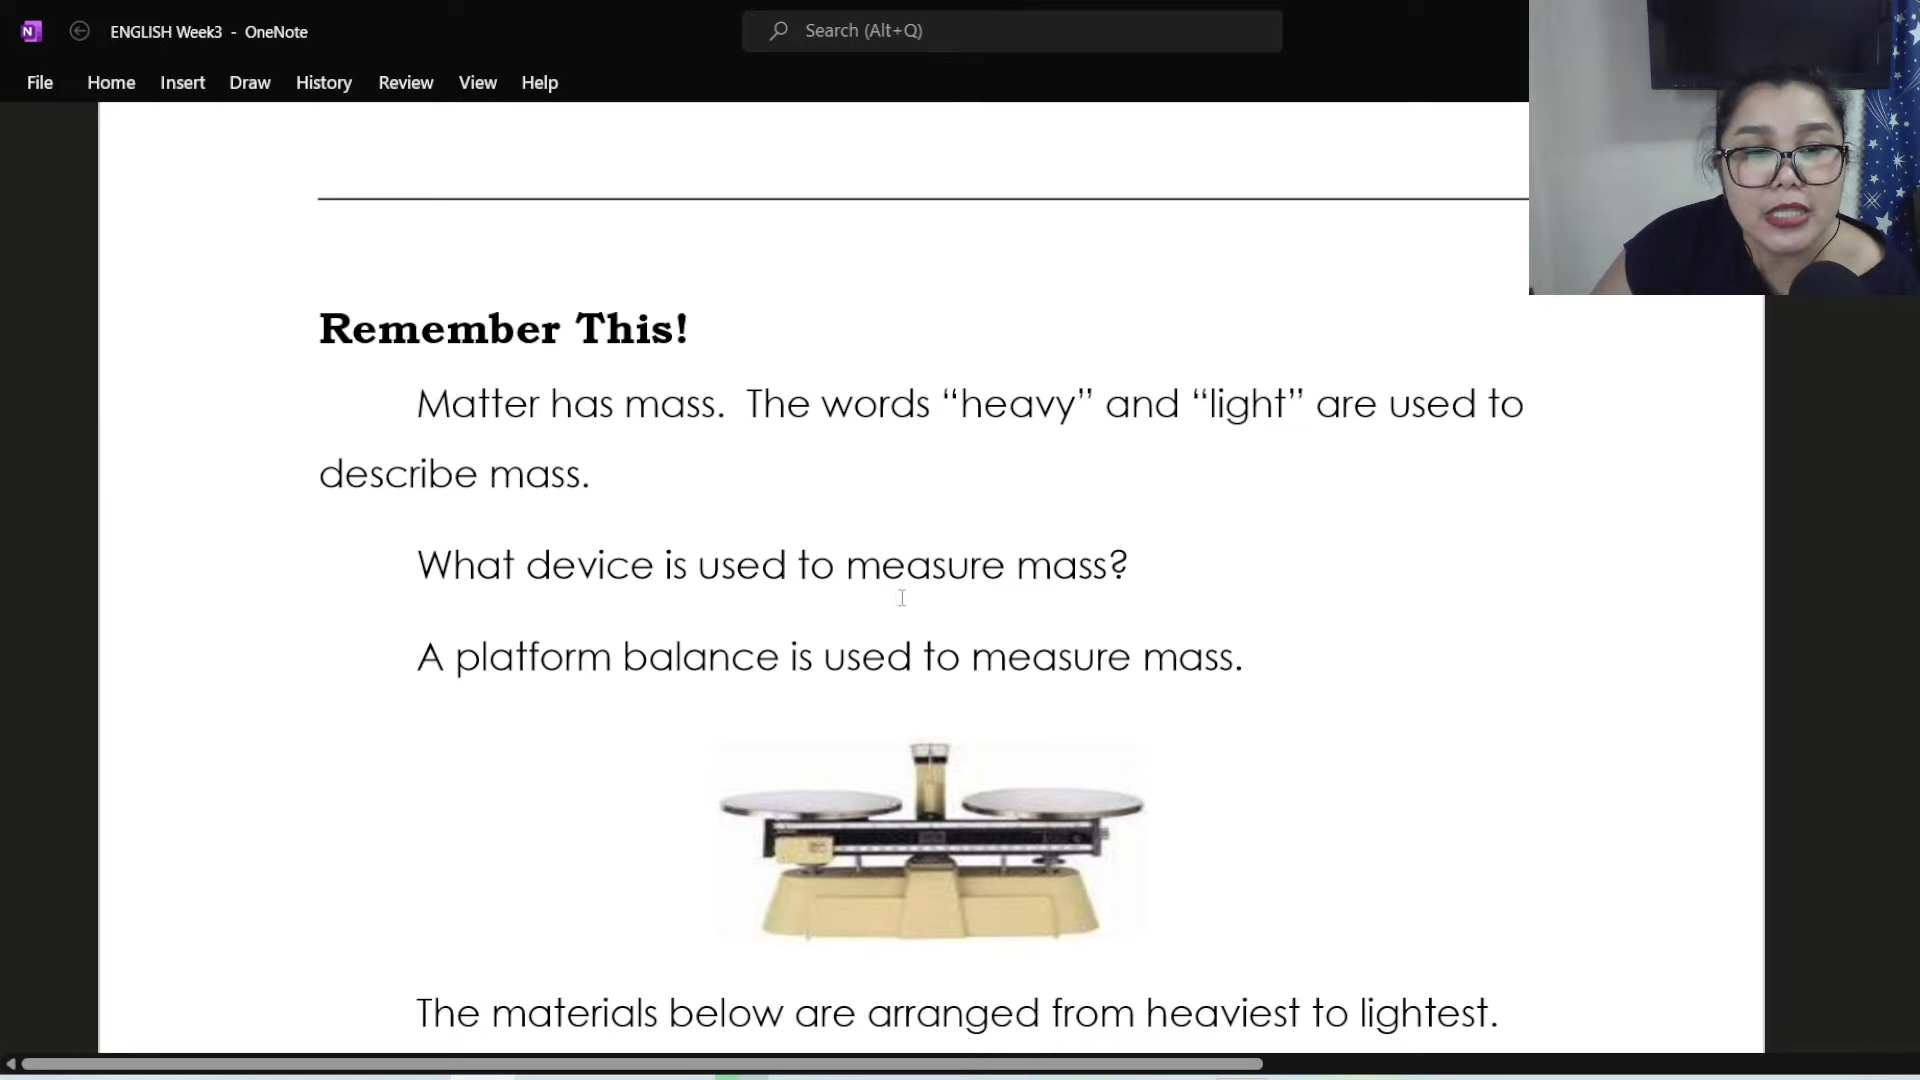 ENGLISH Week3 - OneNote
Search (Alt+Q)
File Home Insert Draw History Review View Help
Remember This!
Matter has mass. The words “heavy” and “light” are used to
describe mass.
What device is used to measure mass?
A platform balance is used to measure mass.
The materials below are arranged from heaviest to lightest.